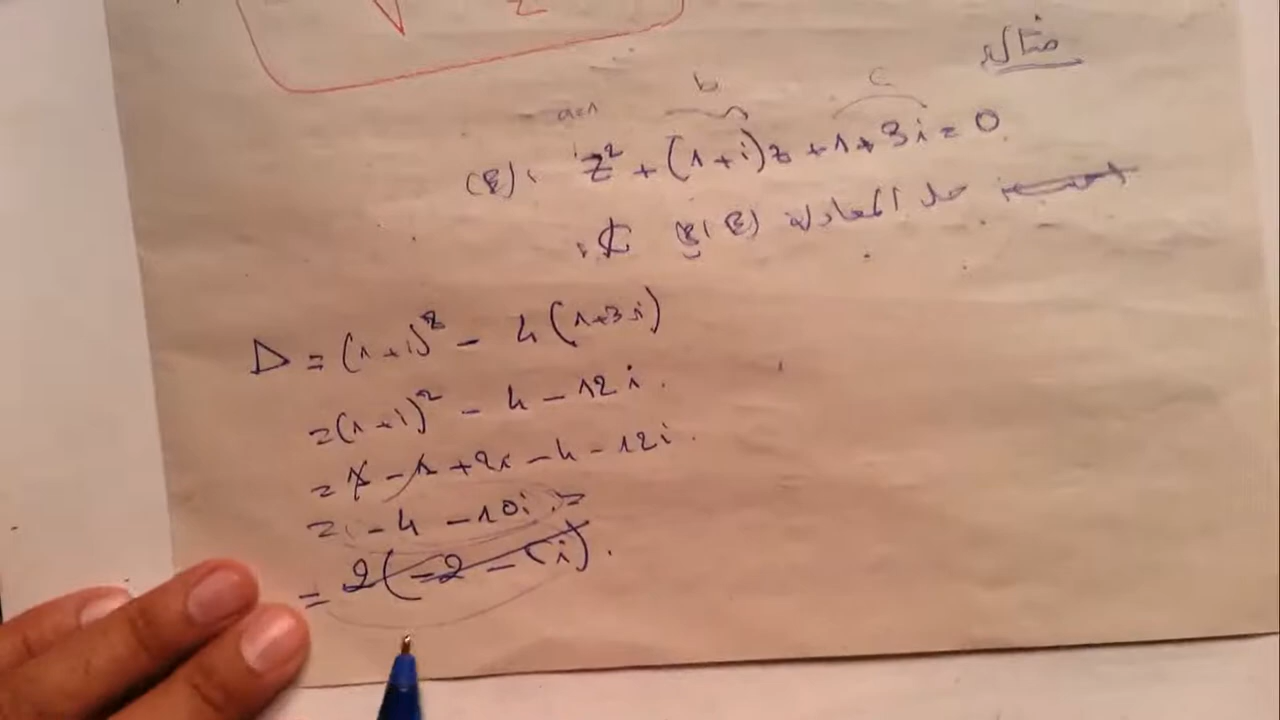 √ 2
مثال
a=1 b c
(E): z² + (1+i)z + 1+3i = 0
حل المعادلة (E) في ℂ.
Δ = (1+i)² - 4(1+3i)
= (1+i)² - 4 - 12i.
= 1 - 1 + 2i - 4 - 12i.
= -4 - 10i =
= 2(-2 - 5i).